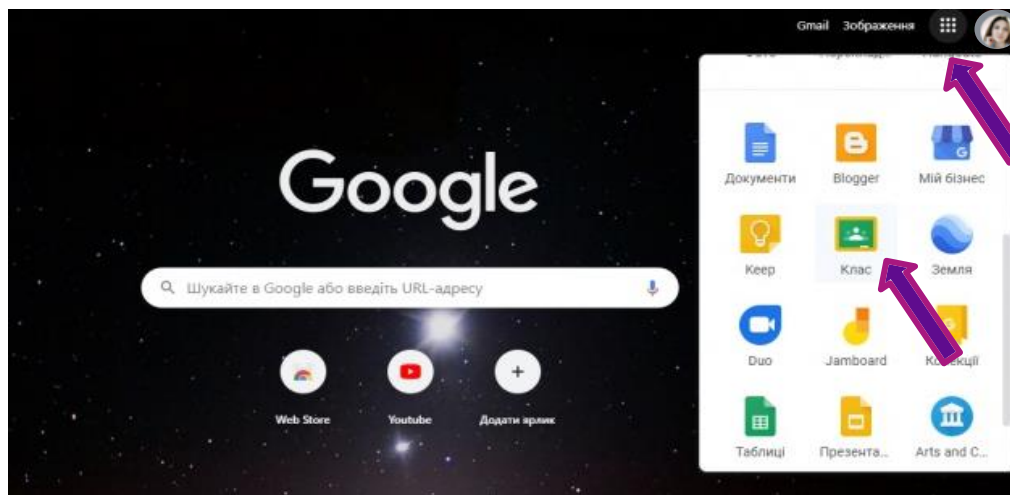 Gmail Зображення
Google
Шукайте в Google або введіть URL-адресу
Web Store
Youtube
Додати ярлик
Документи
Blogger
Мій бізнес
G
Keep
Клас
Земля
Duo
Jamboard
Таблиці
Презента...
Arts and C...